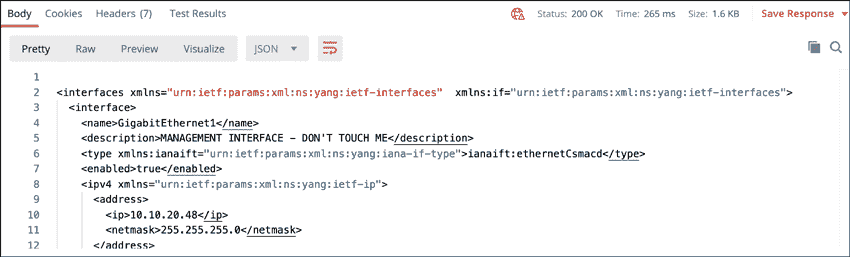 Body Cookies Headers (7) Test Results Status: 200 OK Time: 265 ms Size: 1.6 KB Save Response
Pretty Raw Preview Visualize JSON
1
2 <interfaces xmlns="urn:ietf:params:xml:ns:yang:ietf-interfaces" xmlns:if="urn:ietf:params:xml:ns:yang:ietf-interfaces">
3 <interface>
4 <name>GigabitEthernet1</name>
5 <description>MANAGEMENT INTERFACE - DON'T TOUCH ME</description>
6 <type xmlns:ianaift="urn:ietf:params:xml:ns:yang:iana-if-type">ianaift:ethernetCsmacd</type>
7 <enabled>true</enabled>
8 <ipv4 xmlns="urn:ietf:params:xml:ns:yang:ietf-ip">
9 <address>
10 <ip>10.10.20.48</ip>
11 <netmask>255.255.255.0</netmask>
12 </address>